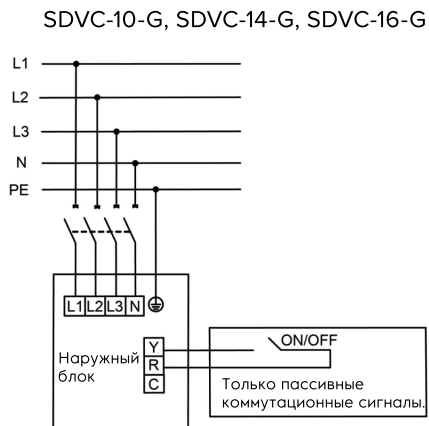 SDVC-10-G, SDVC-14-G, SDVC-16-G
L1
L2
L3
N
PE
L1 L2 L3 N
Наружный
блок
Y
R
C
ON/OFF
Только пассивные
коммутационные сигналы.